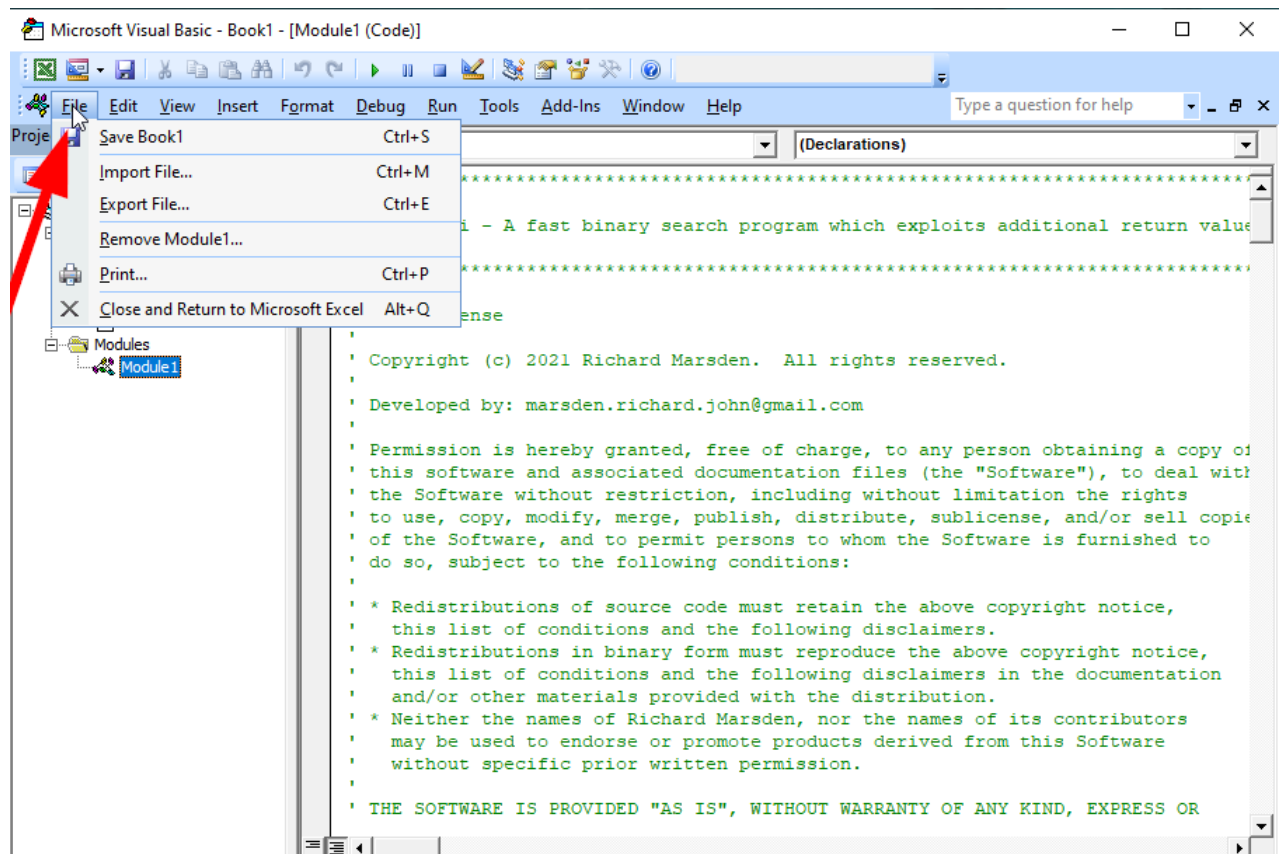 Microsoft Visual Basic - Book1 - [Module1 (Code)]
File Edit View Insert Format Debug Run Tools Add-Ins Window Help Type a question for help
Proje
Save Book1 Ctrl+S
Import File... Ctrl+M
Export File... Ctrl+E
Remove Module1...
Print... Ctrl+P
Close and Return to Microsoft Excel Alt+Q
Modules
Module1
(Declarations)
************************************************************************
i - A fast binary search program which exploits additional return value
************************************************************************
ense
'
' Copyright (c) 2021 Richard Marsden.  All rights reserved.
'
' Developed by: marsden.richard.john@gmail.com
'
' Permission is hereby granted, free of charge, to any person obtaining a copy of
' this software and associated documentation files (the "Software"), to deal with
' the Software without restriction, including without limitation the rights
' to use, copy, modify, merge, publish, distribute, sublicense, and/or sell copie
' of the Software, and to permit persons to whom the Software is furnished to
' do so, subject to the following conditions:
'
' * Redistributions of source code must retain the above copyright notice,
'   this list of conditions and the following disclaimers.
' * Redistributions in binary form must reproduce the above copyright notice,
'   this list of conditions and the following disclaimers in the documentation
'   and/or other materials provided with the distribution.
' * Neither the names of Richard Marsden, nor the names of its contributors
'   may be used to endorse or promote products derived from this Software
'   without specific prior written permission.
'
' THE SOFTWARE IS PROVIDED "AS IS", WITHOUT WARRANTY OF ANY KIND, EXPRESS OR